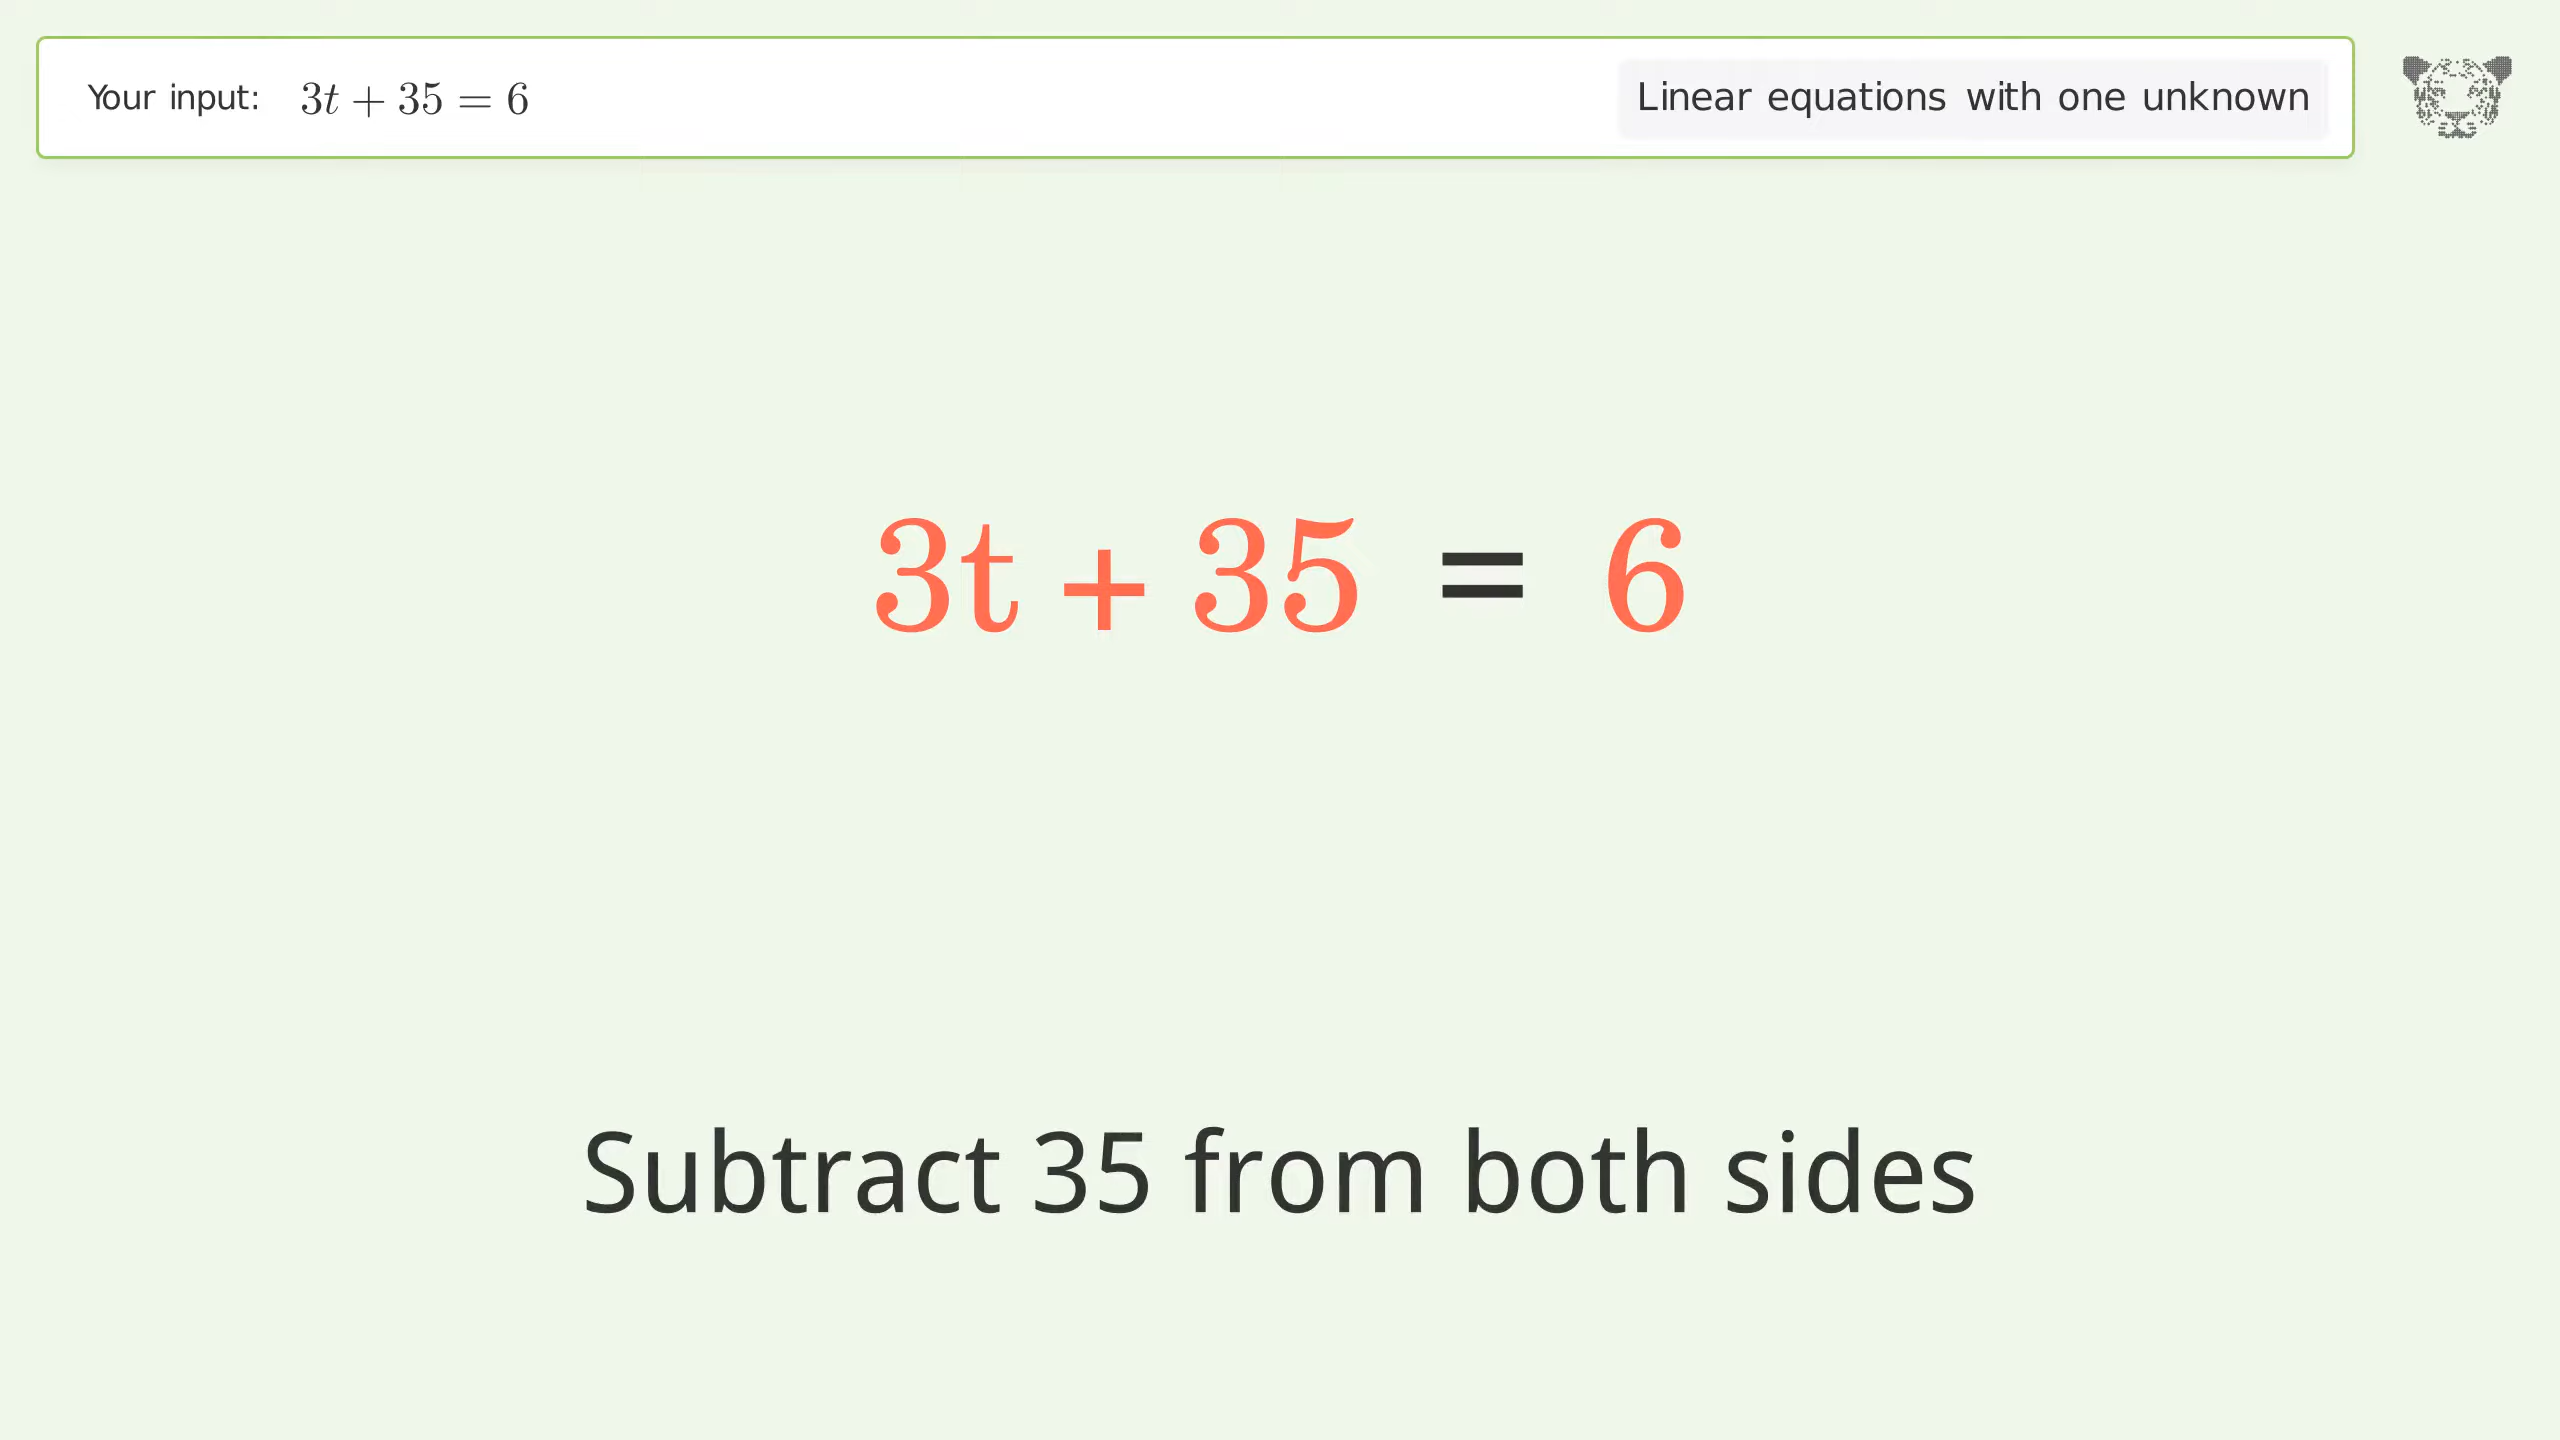 Your input: 3t + 35 = 6 Linear equations with one unknown
3t + 35 = 6
Subtract 35 from both sides